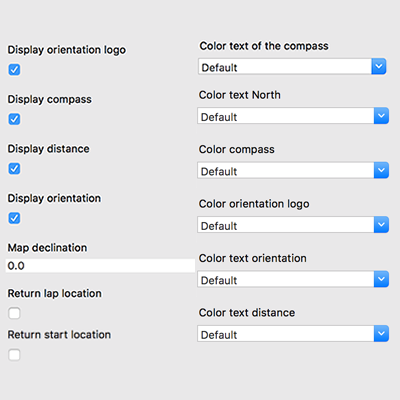 Display orientation logo
Display compass
Display distance
Display orientation
Map declination
0.0
Return lap location
Return start location
Color text of the compass
Default
Color text North
Default
Color compass
Default
Color orientation logo
Default
Color text orientation
Default
Color text distance
Default